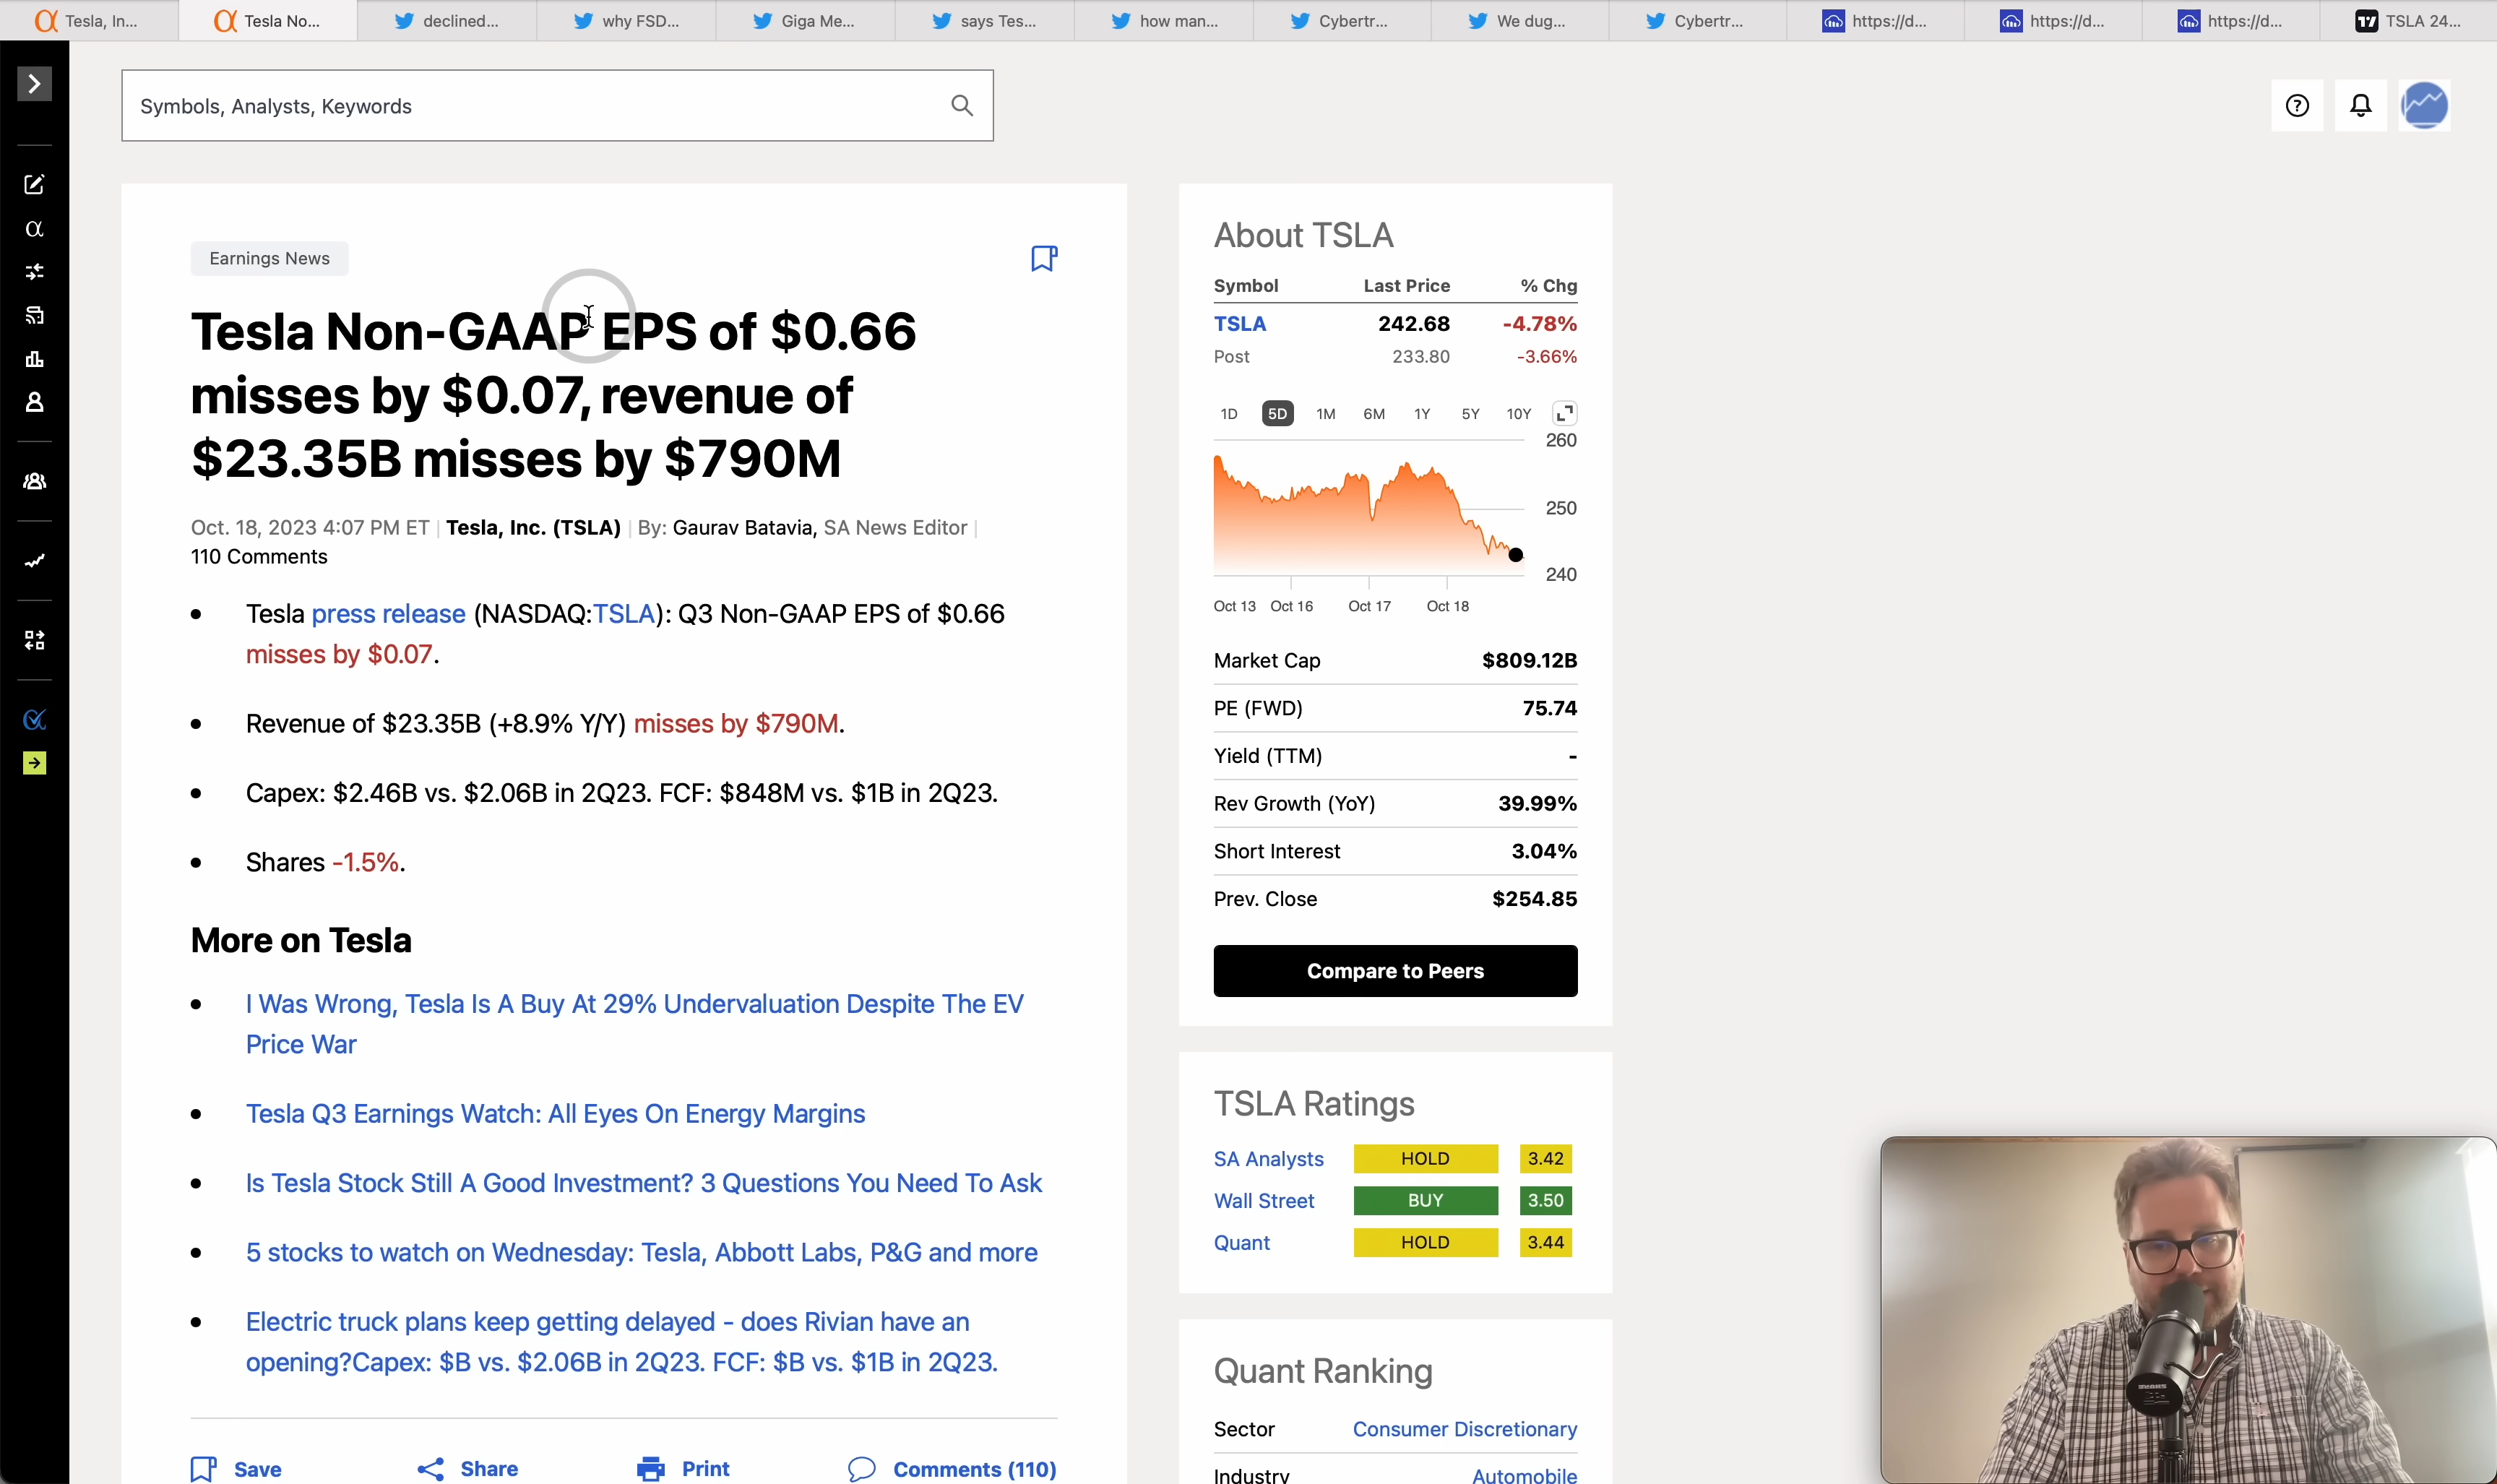 Tesla, In...
Tesla No...
declined...
why FSD...
Giga Me...
says Tes...
how man...
Cybertr...
We dug...
Cybertr...
https://d...
https://d...
https://d...
TSLA 24...
Symbols, Analysts, Keywords
Earnings News
Tesla Non-GAAP EPS of $0.66
misses by $0.07, revenue of
$23.35B misses by $790M
Oct. 18, 2023 4:07 PM ET | Tesla, Inc. (TSLA) | By: Gaurav Batavia, SA News Editor |
110 Comments
• Tesla press release (NASDAQ:TSLA): Q3 Non-GAAP EPS of $0.66
misses by $0.07.
• Revenue of $23.35B (+8.9% Y/Y) misses by $790M.
• Capex: $2.46B vs. $2.06B in 2Q23. FCF: $848M vs. $1B in 2Q23.
• Shares -1.5%.
More on Tesla
• I Was Wrong, Tesla Is A Buy At 29% Undervaluation Despite The EV
Price War
• Tesla Q3 Earnings Watch: All Eyes On Energy Margins
• Is Tesla Stock Still A Good Investment? 3 Questions You Need To Ask
• 5 stocks to watch on Wednesday: Tesla, Abbott Labs, P&G and more
• Electric truck plans keep getting delayed – does Rivian have an
opening?Capex: $B vs. $2.06B in 2Q23. FCF: $B vs. $1B in 2Q23.
Save Share Print Comments (110)
About TSLA
Symbol Last Price % Chg
TSLA 242.68 -4.78%
Post 233.80 -3.66%
1D 5D 1M 6M 1Y 5Y 10Y
260
250
240
Oct 13 Oct 16 Oct 17 Oct 18
Market Cap $809.12B
PE (FWD) 75.74
Yield (TTM) -
Rev Growth (YoY) 39.99%
Short Interest 3.04%
Prev. Close $254.85
Compare to Peers
TSLA Ratings
SA Analysts HOLD 3.42
Wall Street BUY 3.50
Quant HOLD 3.44
Quant Ranking
Sector Consumer Discretionary
Industry Automobile